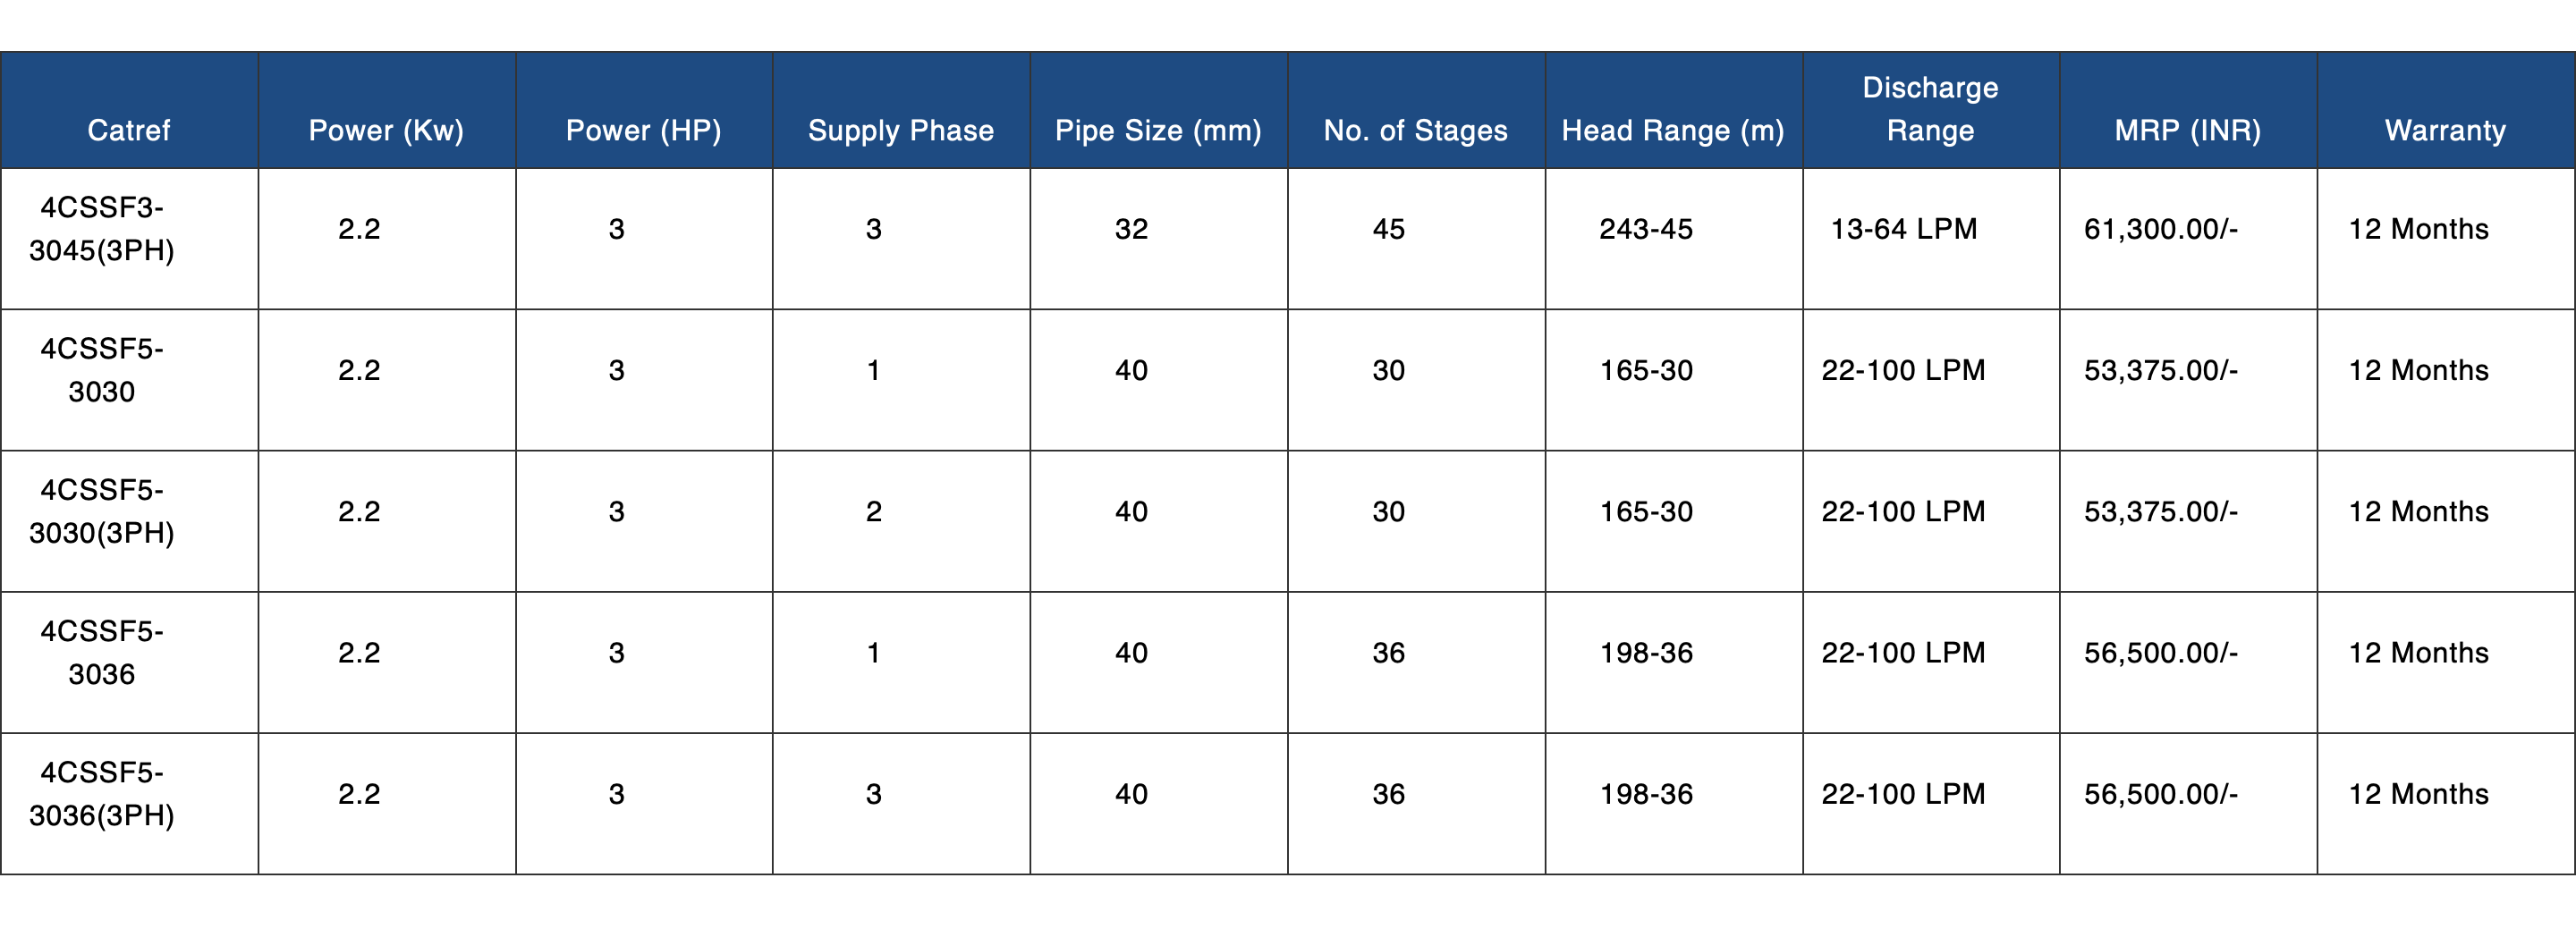 Catref Power (Kw) Power (HP) Supply Phase Pipe Size (mm) No. of Stages Head Range (m) Discharge Range MRP (INR) Warranty
4CSSF3-3045(3PH) 2.2 3 3 32 45 243-45 13-64 LPM 61,300.00/- 12 Months
4CSSF5-3030 2.2 3 1 40 30 165-30 22-100 LPM 53,375.00/- 12 Months
4CSSF5-3030(3PH) 2.2 3 2 40 30 165-30 22-100 LPM 53,375.00/- 12 Months
4CSSF5-3036 2.2 3 1 40 36 198-36 22-100 LPM 56,500.00/- 12 Months
4CSSF5-3036(3PH) 2.2 3 3 40 36 198-36 22-100 LPM 56,500.00/- 12 Months